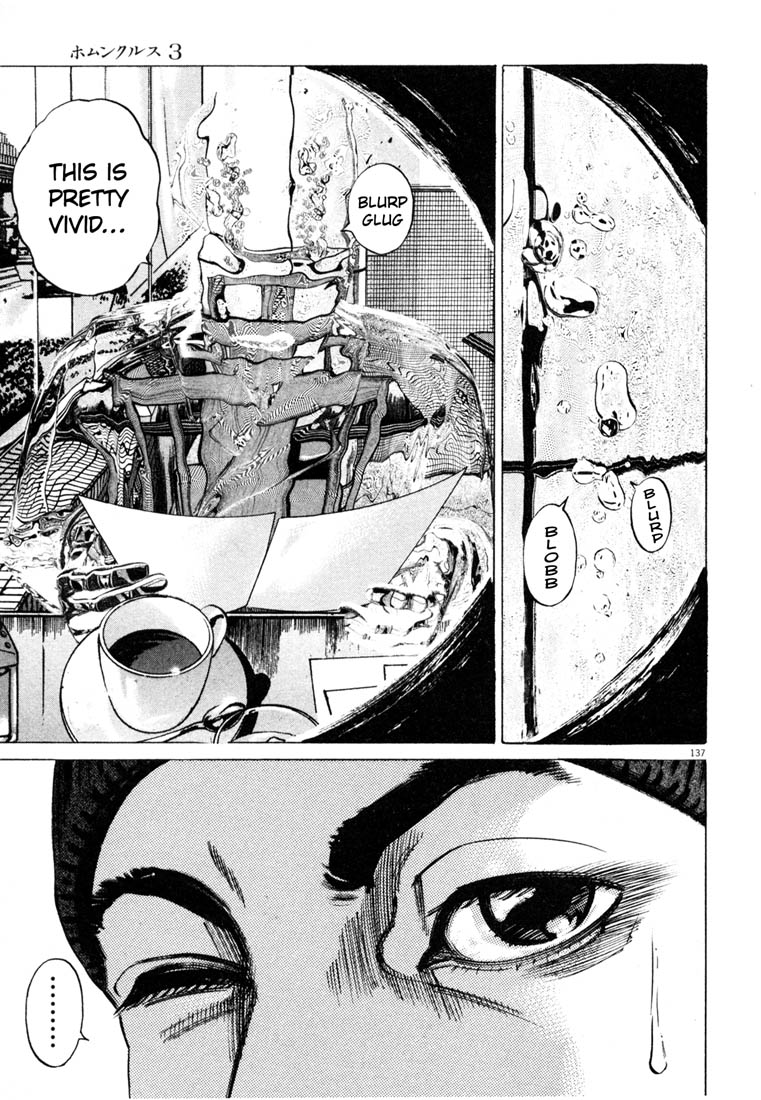 ホムンクルス 3
BLURP
BLOBB
THIS IS
PRETTY
VIVID...
BLURP
GLUG
137
.........